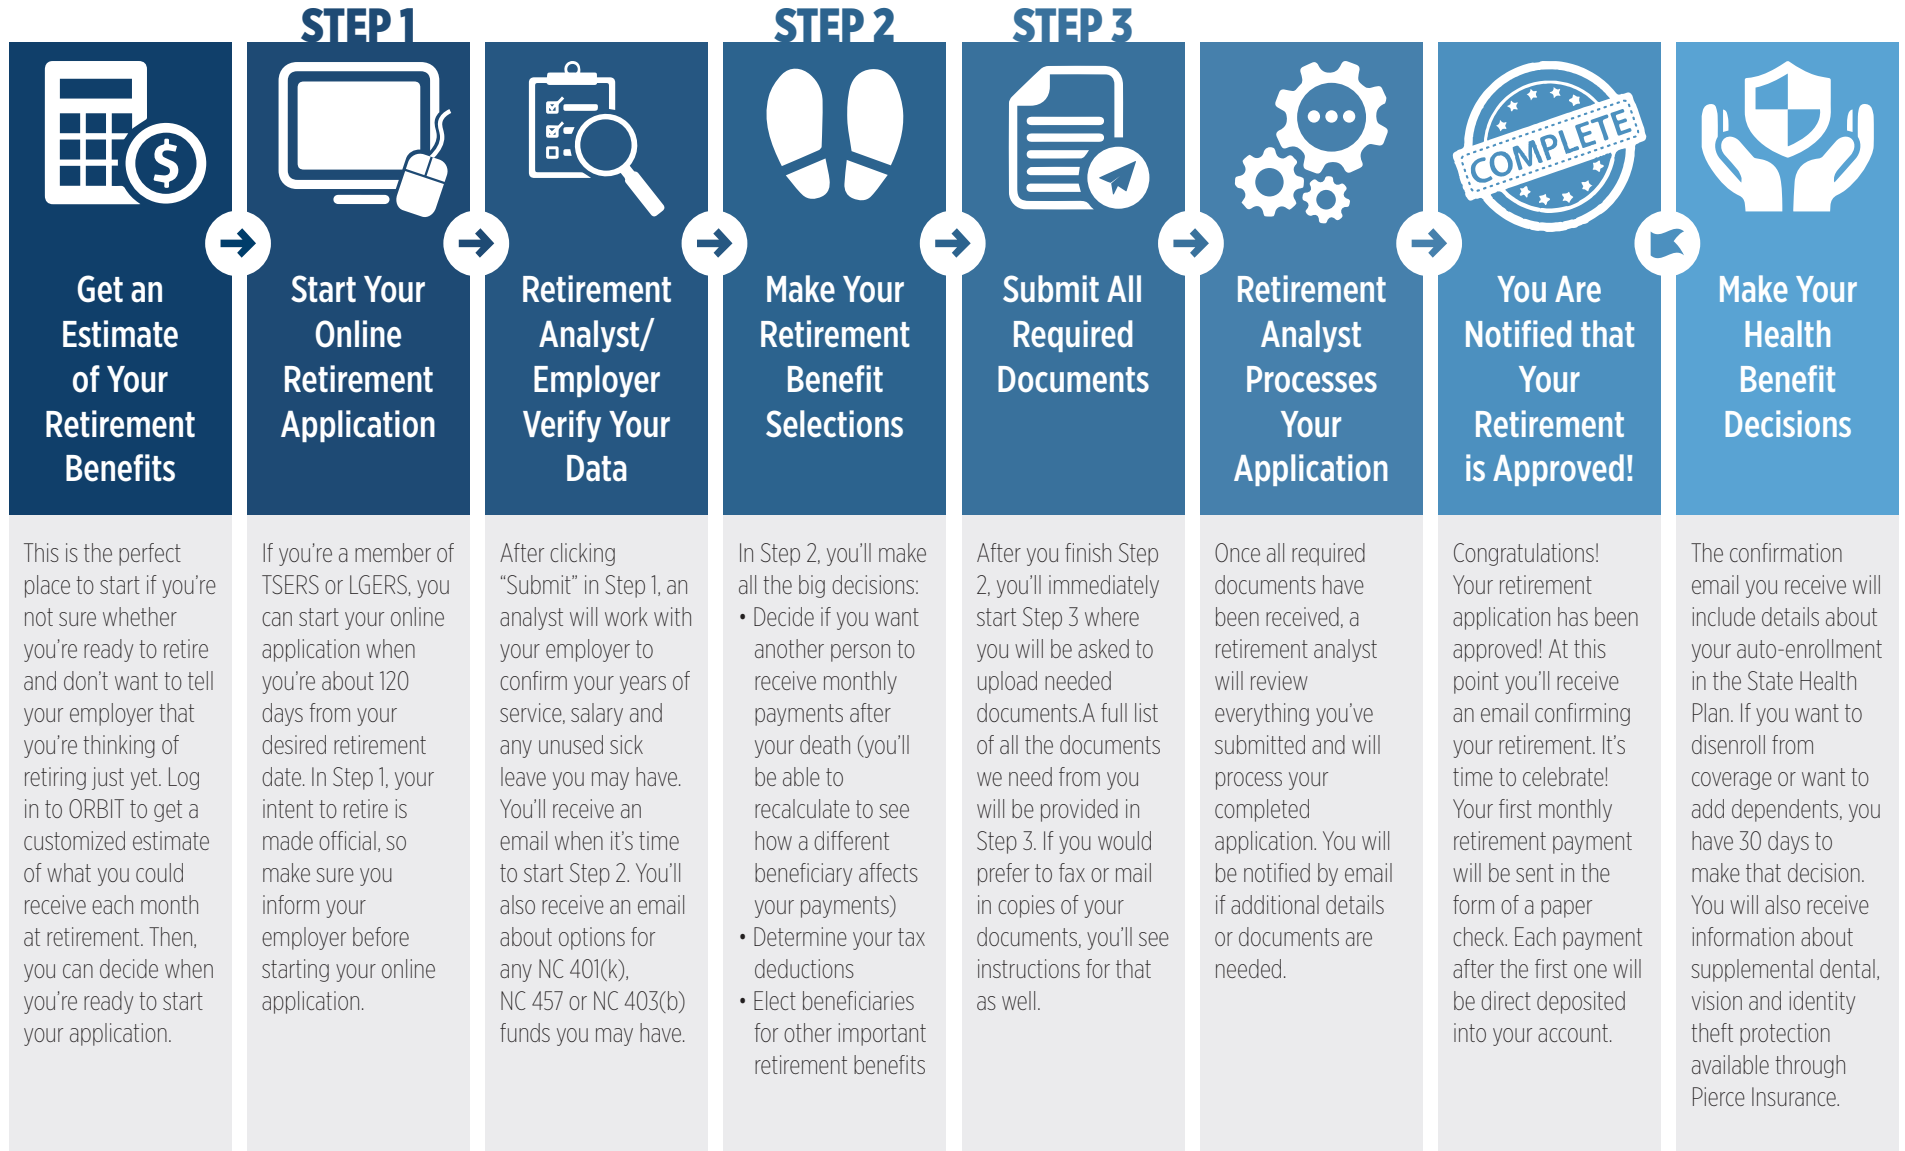 STEP 1
STEP 2
STEP 3
$
Get an
Estimate
of Your
Retirement
Benefits
This is the perfect
place to start if you're
not sure whether
you're ready to retire
and don't want to tell
your employer that
you're thinking of
retiring just yet. Log
in to ORBIT to get a
customized estimate
of what you could
receive each month
at retirement. Then,
you can decide when
you're ready to start
your application.
Start Your
Online
Retirement
Application
If you're a member of
TSERS or LGERS, you
can start your online
application when
you're about 120
days from your
desired retirement
date. In Step 1, your
intent to retire is
made official, so
make sure you
inform your
employer before
starting your online
application.
Retirement
Analyst/
Employer
Verify Your
Data
After clicking
“Submit” in Step 1, an
analyst will work with
your employer to
confirm your years of
service, salary and
any unused sick
leave you may have.
You'll receive an
email when it's time
to start Step 2. You'll
also receive an email
about options for
any NC 401(k),
NC 457 or NC 403(b)
funds you may have.
Make Your
Retirement
Benefit
Selections
In Step 2, you'll make
all the big decisions:
• Decide if you want
another person to
receive monthly
payments after
your death (you'll
be able to
recalculate to see
how a different
beneficiary affects
your payments)
• Determine your tax
deductions
• Elect beneficiaries
for other important
retirement benefits
Submit All
Required
Documents
After you finish Step
2, you'll immediately
start Step 3 where
you will be asked to
upload needed
documents.A full list
of all the documents
we need from you
will be provided in
Step 3. If you would
prefer to fax or mail
in copies of your
documents, you'll see
instructions for that
as well.
Retirement
Analyst
Processes
Your
Application
Once all required
documents have
been received, a
retirement analyst
will review
everything you've
submitted and will
process your
completed
application. You will
be notified by email
if additional details
or documents are
needed.
COMPLETE
You Are
Notified that
Your
Retirement
is Approved!
Congratulations!
Your retirement
application has been
approved! At this
point you'll receive
an email confirming
your retirement. It's
time to celebrate!
Your first monthly
retirement payment
will be sent in the
form of a paper
check. Each payment
after the first one will
be direct deposited
into your account.
Make Your
Health
Benefit
Decisions
The confirmation
email you receive will
include details about
your auto-enrollment
in the State Health
Plan. If you want to
disenroll from
coverage or want to
add dependents, you
have 30 days to
make that decision.
You will also receive
information about
supplemental dental,
vision and identity
theft protection
available through
Pierce Insurance.